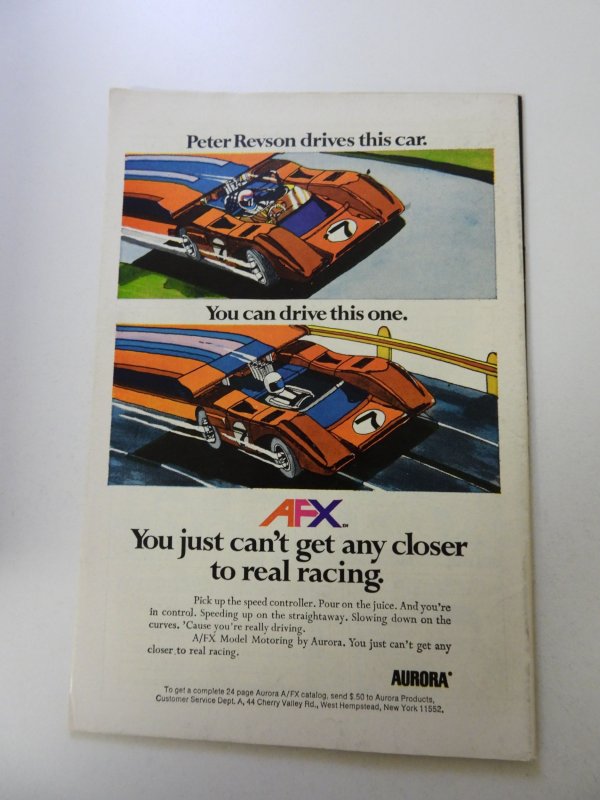 Peter Revson drives this car.
7
7
You can drive this one.
7
7
AFX
You just can't get any closer
to real racing.
Pick up the speed controller. Pour on the juice. And you're
in control. Speeding up on the straightaway. Slowing down on the
curves. 'Cause you're really driving.
A/FX Model Motoring by Aurora. You just can't get any
closer to real racing.
AURORA®
To get a complete 24 page Aurora A/FX catalog, send $.50 to Aurora Products,
Customer Service Dept. A, 44 Cherry Valley Rd., West Hempstead, New York 11552.